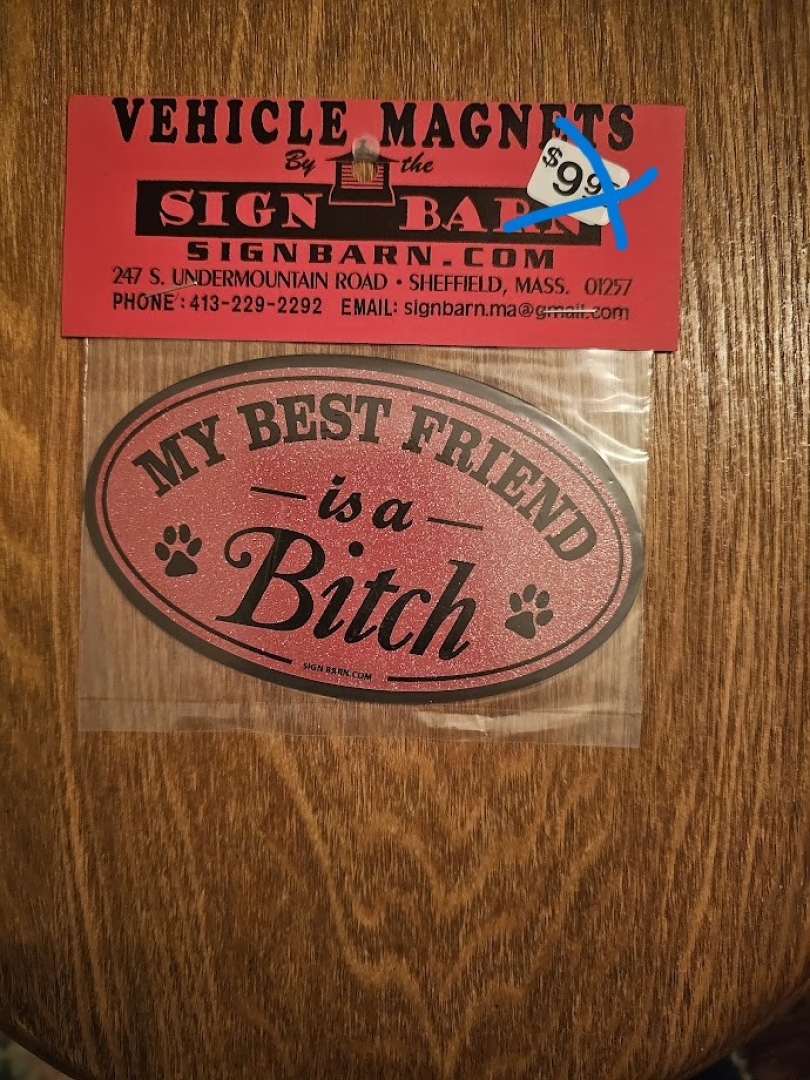 VEHICLE MAGNETS
By the
SIGN BARN
SIGNBARN.COM
247 S. UNDERMOUNTAIN ROAD • SHEFFIELD, MASS. 01257
PHONE: 413-229-2292 EMAIL: signbarn.ma@gmail.com
MY BEST FRIEND
— is a —
Bitch
SIGN BARN.COM